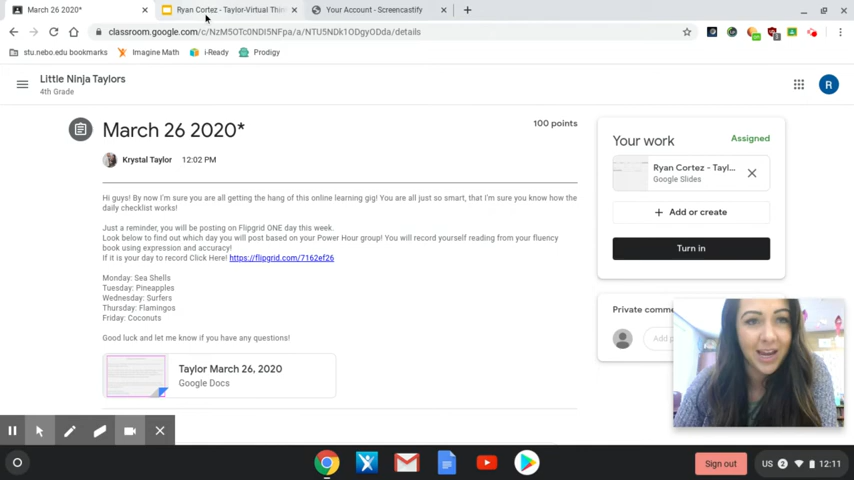 March 26 2020*
Ryan Cortez - Taylor-Virtual Thin
Your Account - Screencastify
classroom.google.com/c/NzM5OTc0NDI5NFpa/a/NTU5NDk1ODgyODda/details
stu.nebo.edu bookmarks
Imagine Math
i-Ready
Prodigy
Little Ninja Taylors
4th Grade
R
March 26 2020*
100 points
Krystal Taylor 12:02 PM
Hi guys! By now I'm sure you are all getting the hang of this online learning gig! You are all just so smart, that I'm sure you know how the
daily checklist works!
Just a reminder, you will be posting on Flipgrid ONE day this week.
Look below to find out which day you will post based on your Power Hour group! You will record yourself reading from your fluency
book using expression and accuracy!
If it is your day to record Click Here! https://flipgrid.com/7162ef26
Monday: Sea Shells
Tuesday: Pineapples
Wednesday: Surfers
Thursday: Flamingos
Friday: Coconuts
Good luck and let me know if you have any questions!
Taylor March 26, 2020
Google Docs
Your work
Assigned
Ryan Cortez - Tayl...
Google Slides
+ Add or create
Turn in
Private comme
Add p
Sign out
US 2 12:11